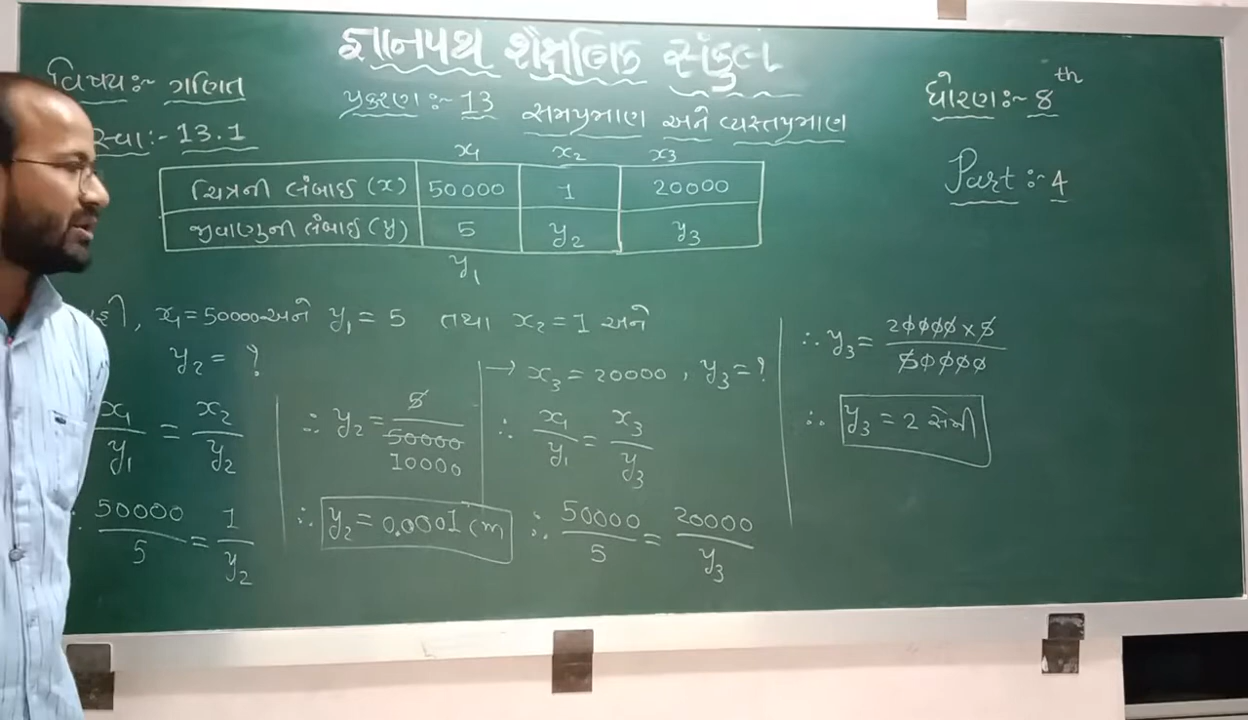 જ્ઞાનપથ શૈક્ષણિક સંકુલ
વિષયઃ- ગણિત
પ્રકરણઃ- 13 સમપ્રમાણ અને વ્યસ્તપ્રમાણ
ધોરણઃ- 8th
13.1
Part :- 4
x₁ x₂ x₃
ચિત્રની લંબાઈ (x) 50000 1 20000
જીવાણુની લંબાઈ (y) 5 y₂ y₃
y₁
x₁ = 50000 અને y₁ = 5 તથા x₂ = 1 અને
y₂ = ?
x₁/y₁ = x₂/y₂
50000/5 = 1/y₂
∴ y₂ = 5/50000
10000
∴ y₂ = 0.0001 cm
→ x₃ = 20000 , y₃ = ?
∴ x₁/y₁ = x₃/y₃
∴ 50000/5 = 20000/y₃
∴ y₃ = 20000 × 5/50000
∴ y₃ = 2 સેમી